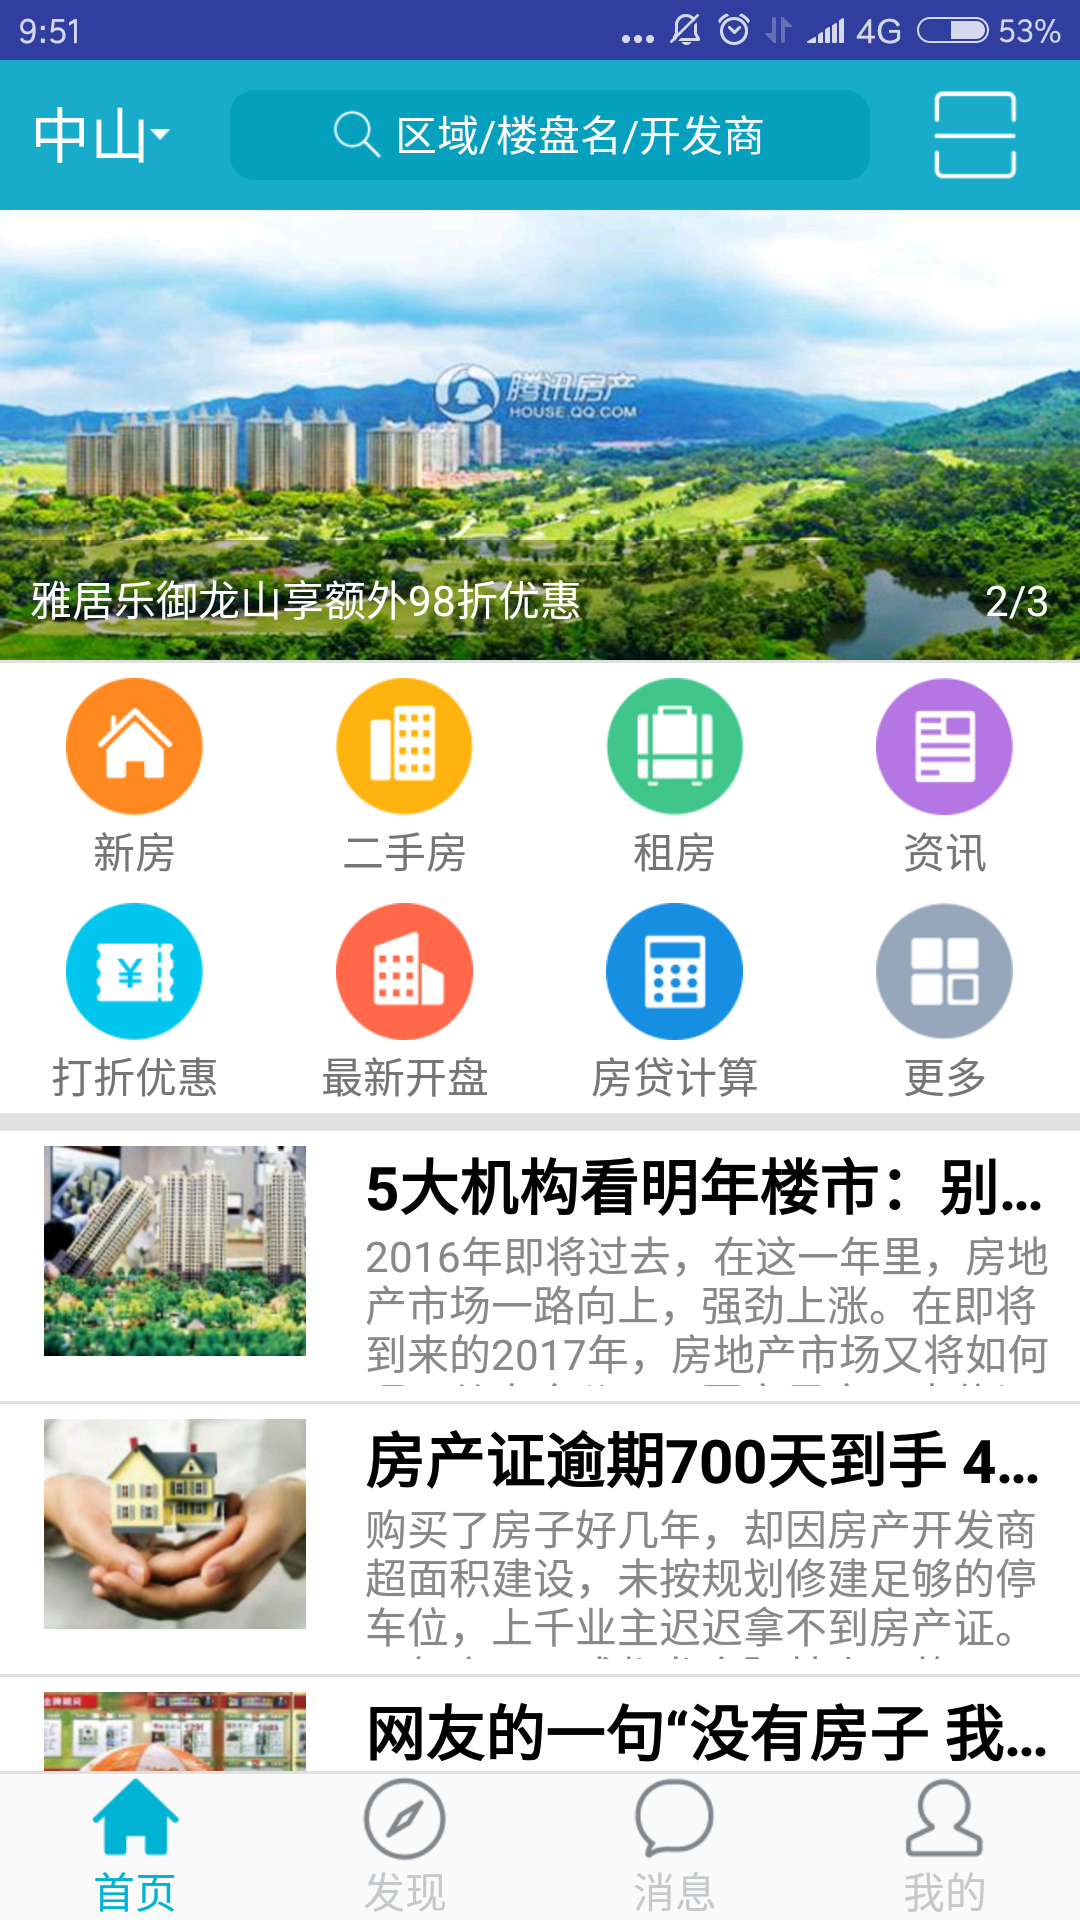 9:51
4G
53%
中山
区域/楼盘名/开发商
腾讯房产
HOUSE.QQ.COM
雅居乐御龙山享额外98折优惠
2/3
新房
二手房
租房
资讯
¥
打折优惠
最新开盘
房贷计算
更多
5大机构看明年楼市：别...
2016年即将过去，在这一年里，房地
产市场一路向上，强劲上涨。在即将
到来的2017年，房地产市场又将如何
房产证逾期700天到手 4...
购买了房子好几年，却因房产开发商
超面积建设，未按规划修建足够的停
车位，上千业主迟迟拿不到房产证。
网友的一句“没有房子 我...
首页
发现
消息
我的